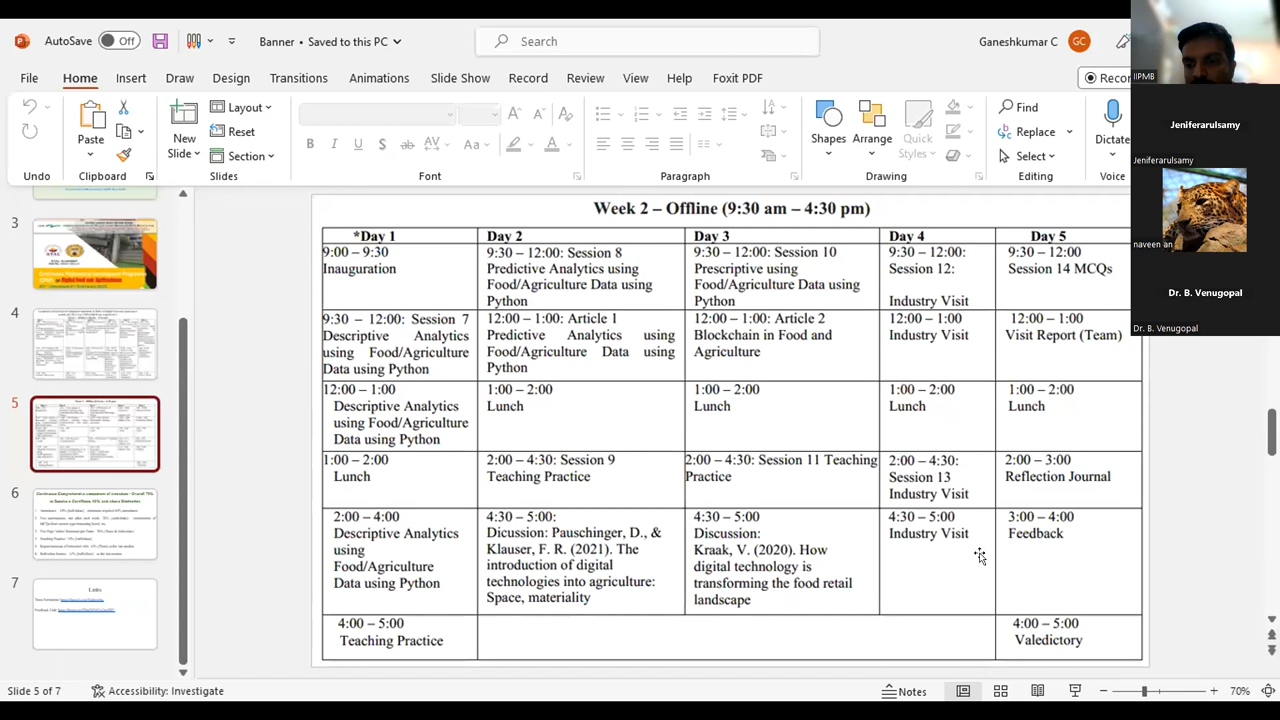 AutoSave Off Banner • Saved to this PC Search Ganeshkumar C GC
File Home Insert Draw Design Slide Show Transitions Animations Record Review View Help Foxit PDF
Layout
Reset
Section
Paste
New
Slide
Find
Replace
Select
Shapes Arrange Quick
Styles
Dictate
Undo Clipboard Slides Font Paragraph Drawing Editing Voice
IIPMB
Jeniferarulsamy
Jeniferarulsamy
naveen an
Dr. B. Venugopal
Dr. B. Venugopal
3
4
5
6
7
Links
Week 2 – Offline (9:30 am – 4:30 pm)
*Day 1 Day 2 Day 3 Day 4 Day 5
9:00 – 9:30
Inauguration
9:30 – 12:00: Session 8
Predictive Analytics using
Food/Agriculture Data using
Python
9:30 – 12:00: Session 10
Prescriptive using
Food/Agriculture Data using
Python
9:30 – 12:00:
Session 12:
Industry Visit
9:30 – 12:00
Session 14 MCQs
9:30 – 12:00: Session 7
Descriptive Analytics
using Food/Agriculture
Data using Python
12:00 – 1:00: Article 1
Predictive Analytics using
Food/Agriculture Data using
Python
12:00 – 1:00: Article 2
Blockchain in Food and
Agriculture
12:00 – 1:00
Industry Visit
12:00 – 1:00
Visit Report (Team)
12:00 – 1:00
Descriptive Analytics
using Food/Agriculture
Data using Python
1:00 – 2:00
Lunch
1:00 – 2:00
Lunch
1:00 – 2:00
Lunch
1:00 – 2:00
Lunch
1:00 – 2:00
Lunch
2:00 – 4:30: Session 9
Teaching Practice
2:00 – 4:30: Session 11 Teaching
Practice
2:00 – 4:30:
Session 13
Industry Visit
2:00 – 3:00
Reflection Journal
2:00 – 4:00
Descriptive Analytics
using
Food/Agriculture
Data using Python
4:30 – 5:00:
Dicussion: Pauschinger, D., &
Klauser, F. R. (2021). The
introduction of digital
technologies into agriculture:
Space, materiality
4:30 – 5:00:
Discussion:
Kraak, V. (2020). How
digital technology is
transforming the food retail
landscape
4:30 – 5:00
Industry Visit
3:00 – 4:00
Feedback
4:00 – 5:00
Teaching Practice
4:00 – 5:00
Valedictory
Slide 5 of 7 Accessibility: Investigate Notes 70%